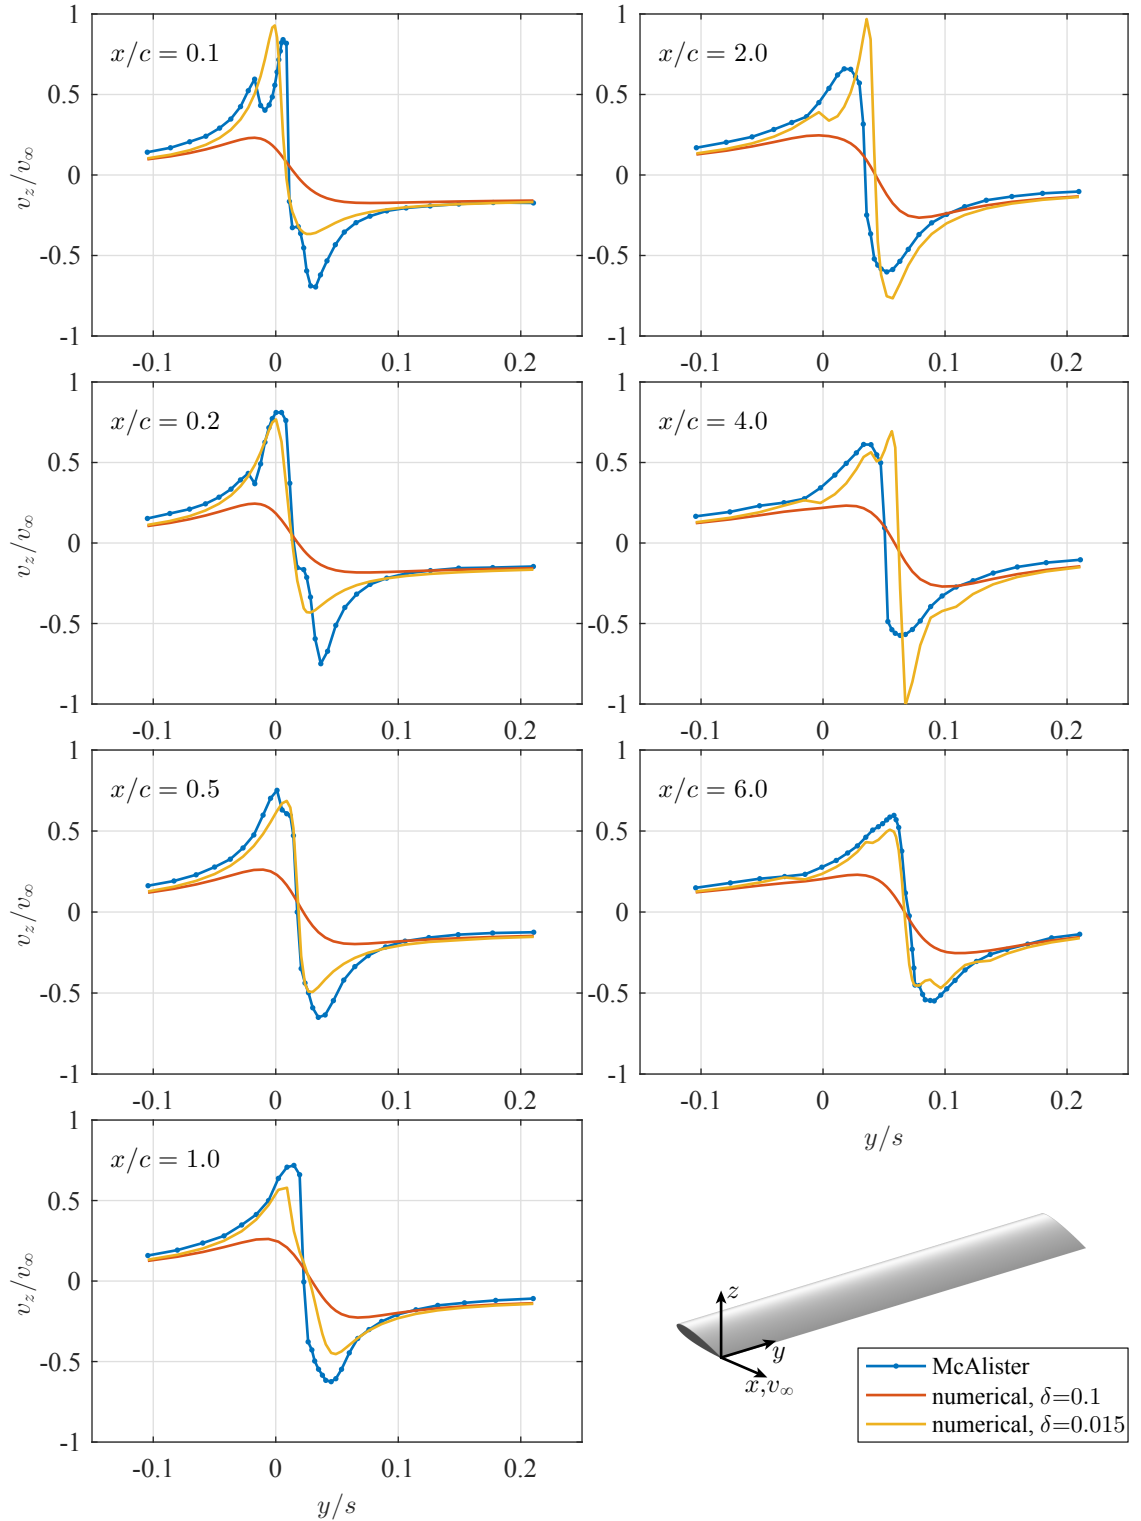 x/c = 0.1
1
0.5
0
-0.5
-1
v_z/v_∞
-0.1 0 0.1 0.2
x/c = 2.0
1
0.5
0
-0.5
-1
-0.1 0 0.1 0.2
x/c = 0.2
1
0.5
0
-0.5
-1
v_z/v_∞
-0.1 0 0.1 0.2
x/c = 4.0
1
0.5
0
-0.5
-1
-0.1 0 0.1 0.2
x/c = 0.5
1
0.5
0
-0.5
-1
v_z/v_∞
-0.1 0 0.1 0.2
x/c = 6.0
1
0.5
0
-0.5
-1
-0.1 0 0.1 0.2
y/s
x/c = 1.0
1
0.5
0
-0.5
-1
v_z/v_∞
-0.1 0 0.1 0.2
y/s
z
y
x,v_∞
McAlister
numerical, δ=0.1
numerical, δ=0.015